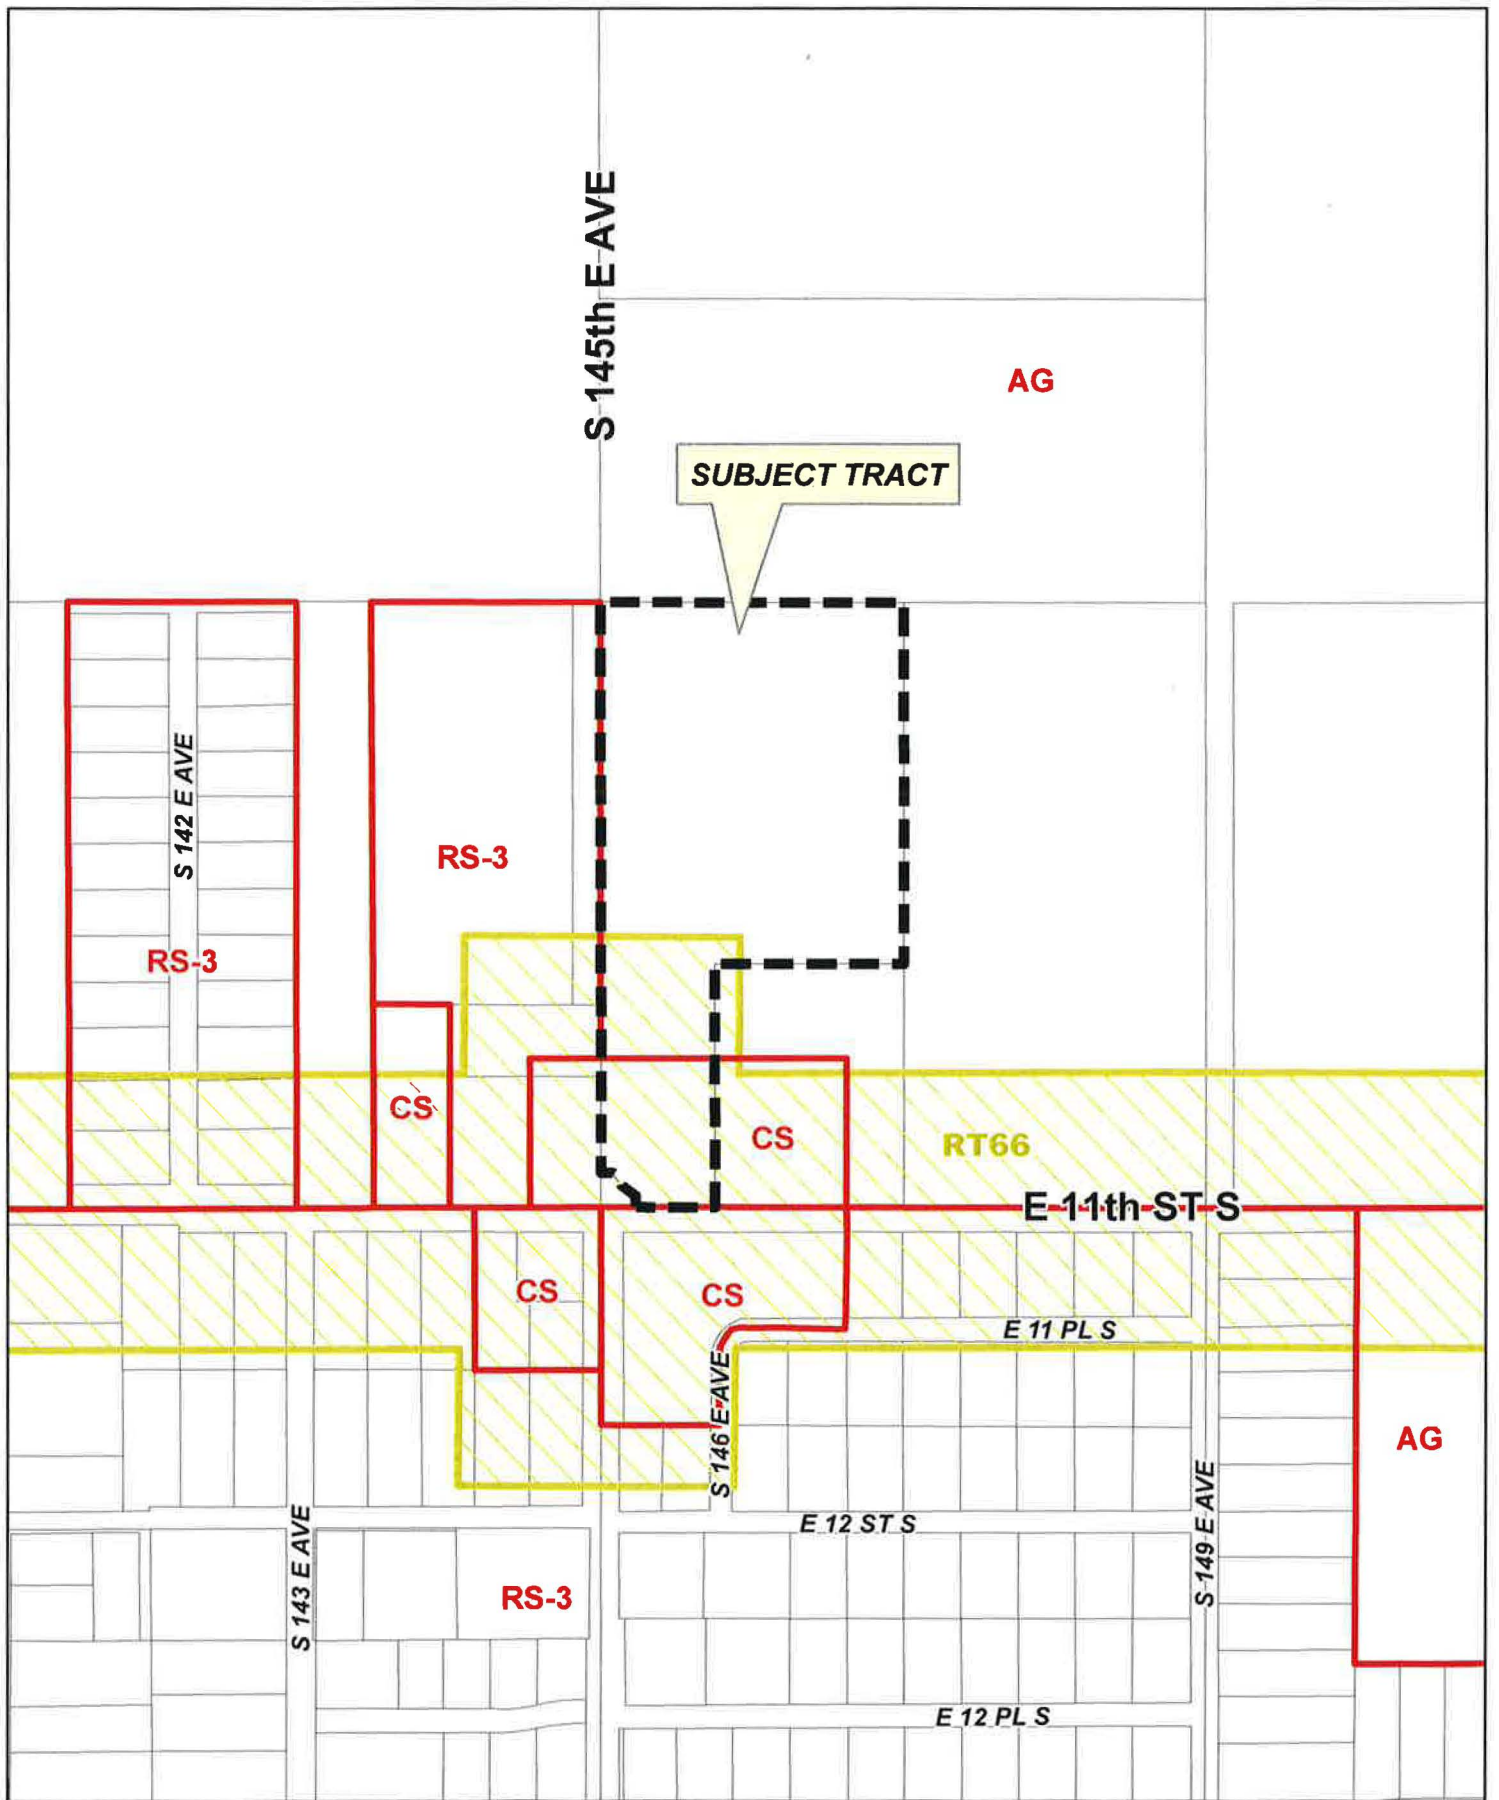 S 145th E AVE
AG
SUBJECT TRACT
S 142 E AVE
RS-3
RS-3
CS
CS
RT66
E 11th ST S
CS
CS
E 11 PL S
S 146 E AVE
AG
S 149 E AVE
E 12 ST S
S 143 E AVE
RS-3
E 12 PL S